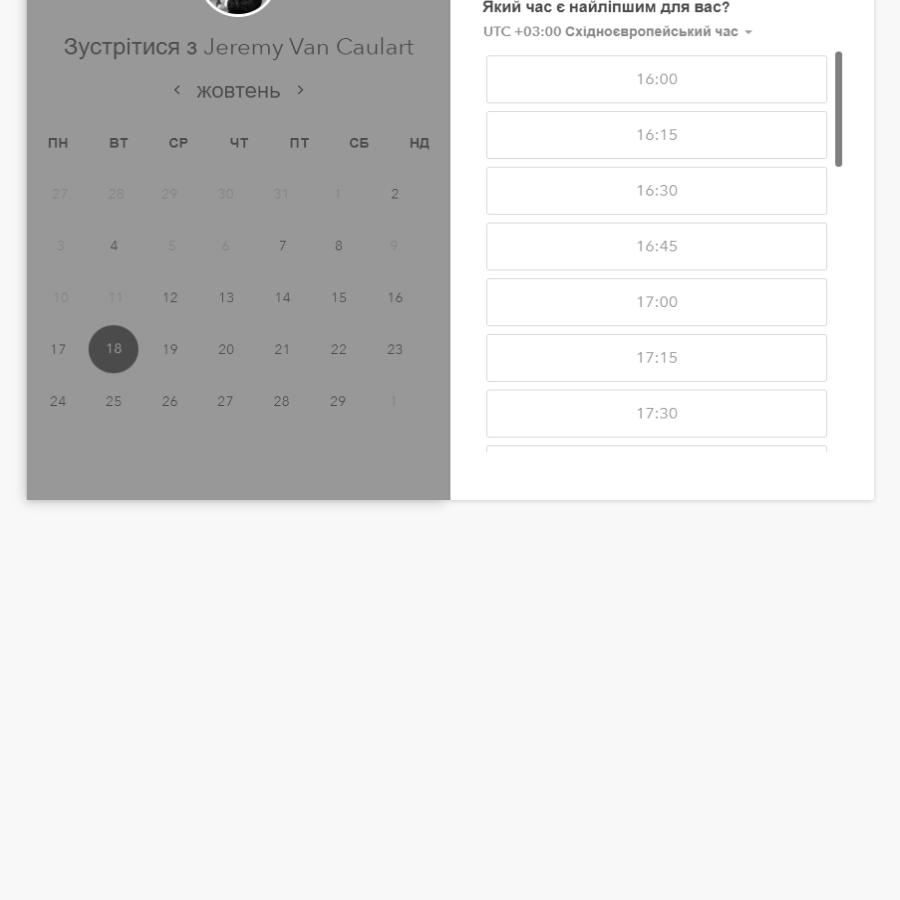 Зустрітися з Jeremy Van Caulart
жовтень
ПН ВТ СР ЧТ ПТ СБ НД
27 28 29 30 31 1 2
3 4 5 6 7 8 9
10 11 12 13 14 15 16
17 18 19 20 21 22 23
24 25 26 27 28 29 1
Який час є найліпшим для вас?
UTC +03:00 Східноєвропейський час
16:00
16:15
16:30
16:45
17:00
17:15
17:30